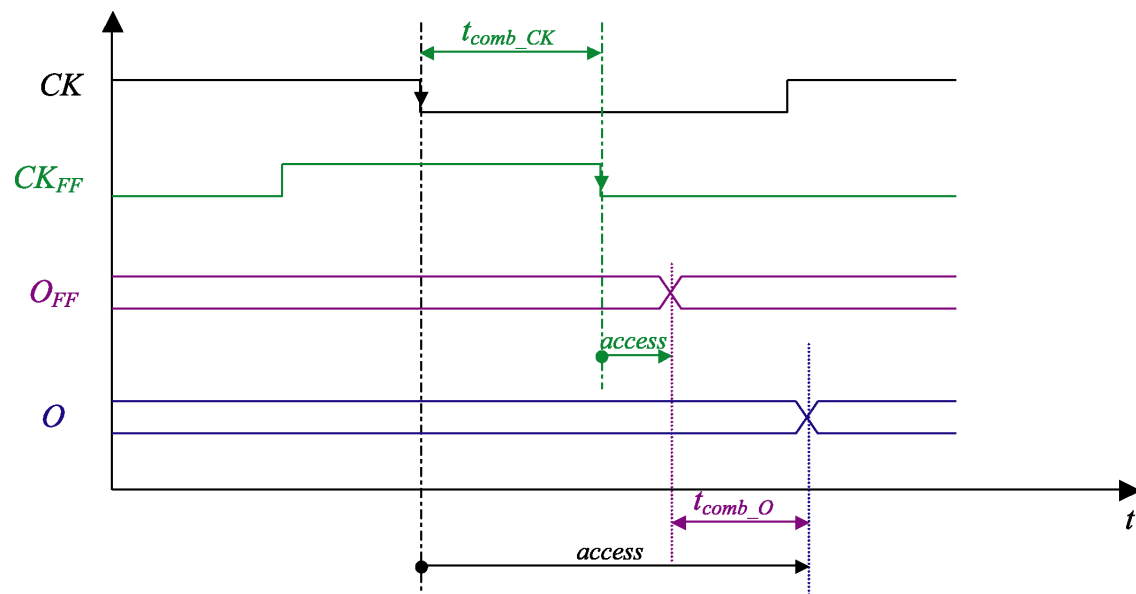 t_comb_CK
CK
CK_FF
O_FF
access
O
t_comb_O
t
access